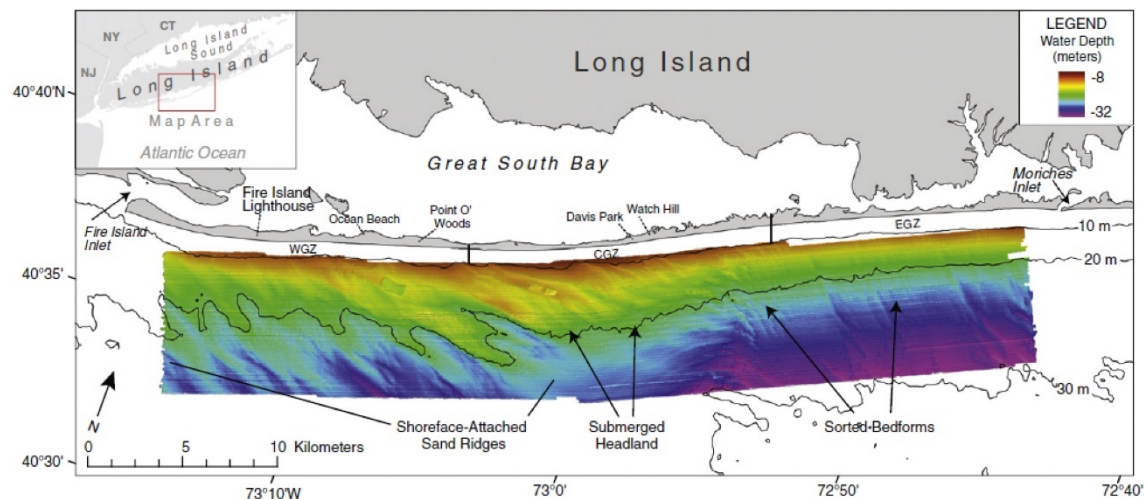 NY
CT
NJ
Long Island
Sound
Long Island
Map Area
Atlantic Ocean
LEGEND
Water Depth
(meters)
-8
-32
40°40'N
40°35'
40°30'
Long Island
Great South Bay
Moriches
Inlet
Fire Island
Lighthouse
Ocean Beach
Point O'
Woods
Davis Park
Watch Hill
Fire Island
Inlet
WGZ
CGZ
EGZ
10 m
20 m
30 m
Shoreface-Attached
Sand Ridges
Submerged
Headland
Sorted-Bedforms
N
0 5 10 Kilometers
73°10'W
73°0'
72°50'
72°40'